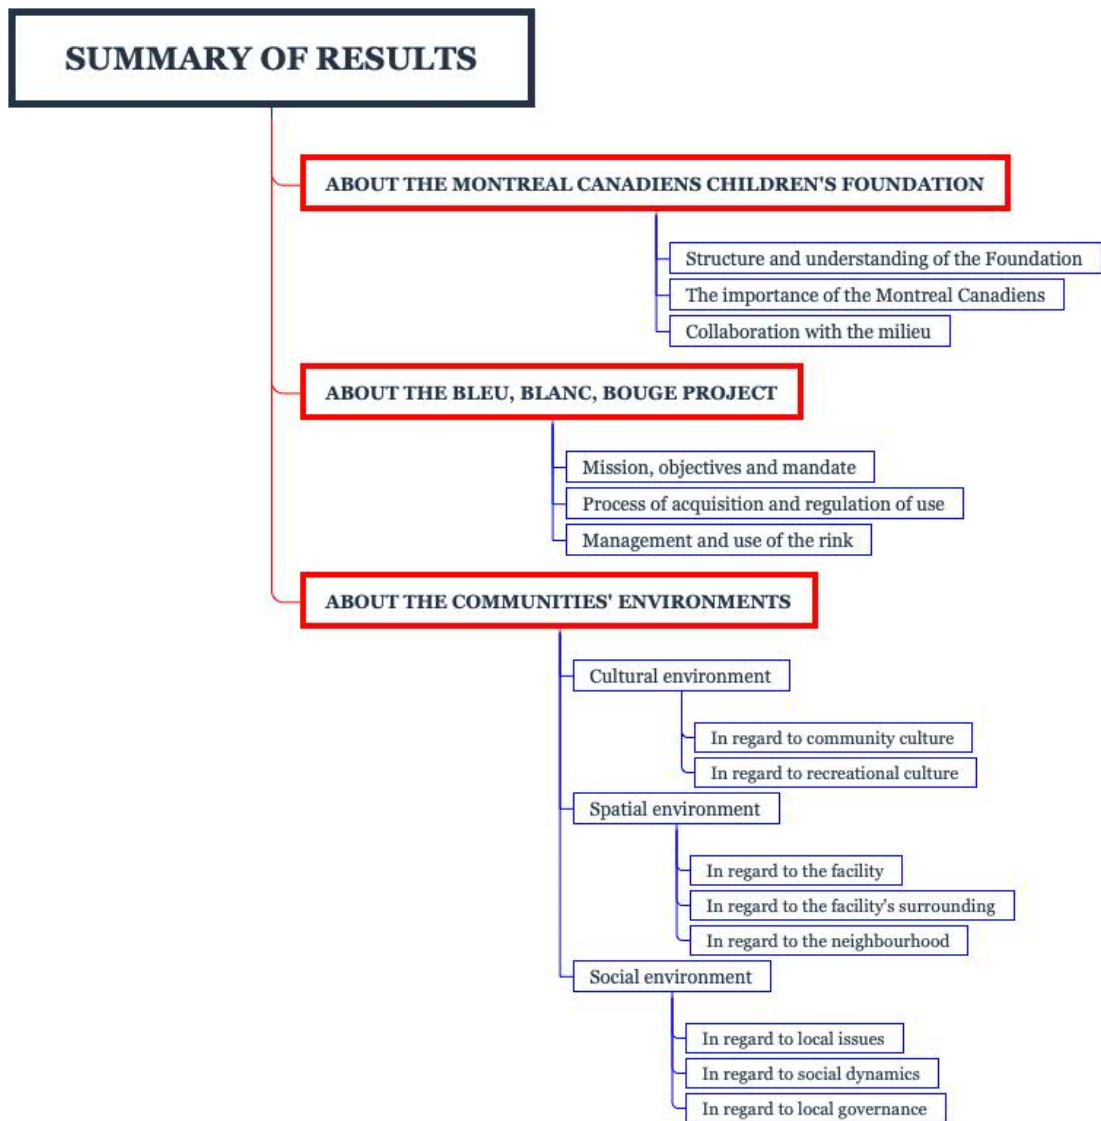 SUMMARY OF RESULTS
ABOUT THE MONTREAL CANADIENS CHILDREN'S FOUNDATION
Structure and understanding of the Foundation
The importance of the Montreal Canadiens
Collaboration with the milieu
ABOUT THE BLEU, BLANC, BOUGE PROJECT
Mission, objectives and mandate
Process of acquisition and regulation of use
Management and use of the rink
ABOUT THE COMMUNITIES' ENVIRONMENTS
Cultural environment
In regard to community culture
In regard to recreational culture
Spatial environment
In regard to the facility
In regard to the facility's surrounding
In regard to the neighbourhood
Social environment
In regard to local issues
In regard to social dynamics
In regard to local governance